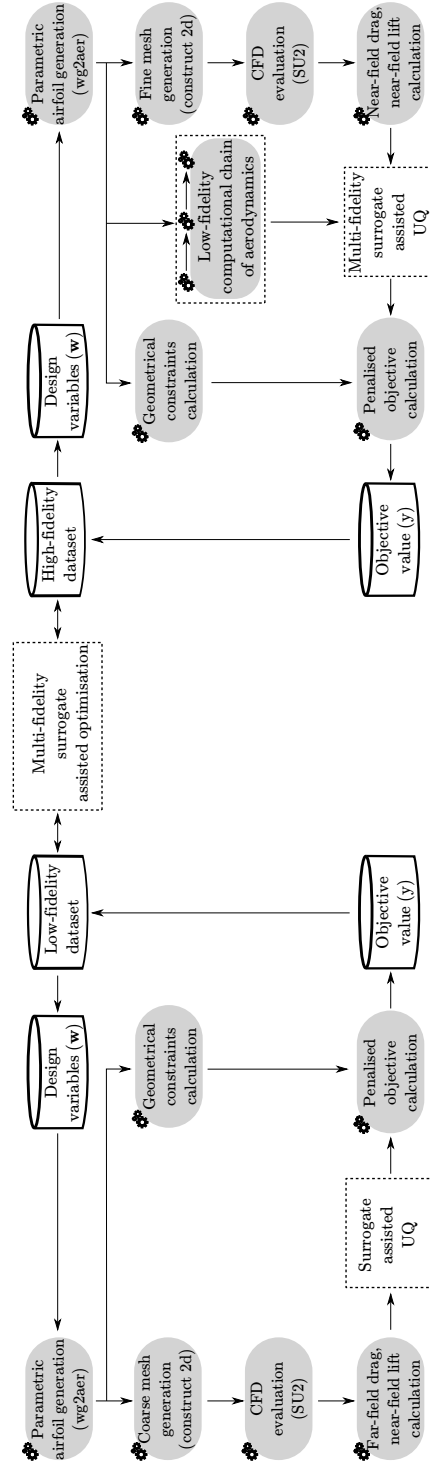 Parametric
airfoil generation
(wg2aer)
Design
variables (w)
Low-fidelity
dataset
Multi-fidelity
surrogate
assisted optimisation
High-fidelity
dataset
Design
variables (w)
Parametric
airfoil generation
(wg2aer)
Coarse mesh
generation
(construct 2d)
Geometrical
constraints
calculation
Geometrical
constraints
calculation
Low-fidelity
computational chain
of aerodynamics
Fine mesh
generation
(construct 2d)
CFD
evaluation
(SU2)
CFD
evaluation
(SU2)
Far-field drag,
near-field lift
calculation
Surrogate
assisted
UQ
Penalised
objective
calculation
Objective
value (y)
Objective
value (y)
Penalised
objective
calculation
Multi-fidelity
surrogate
assisted
UQ
Near-field drag,
near-field lift
calculation